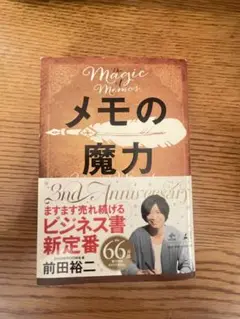 Magic
of
Memos
メモの
魔力
3rd Anniversary
ますます売れ続ける
ビジネス書
新定番
66
前田裕二